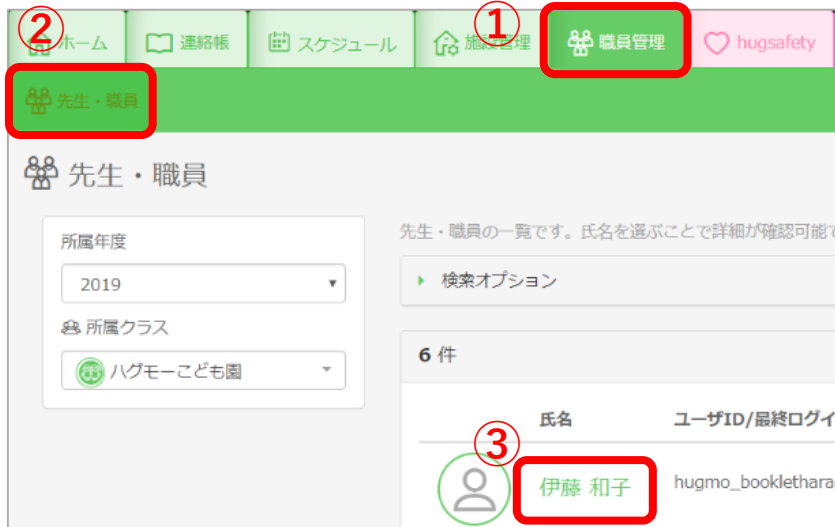 ② ホーム 連絡帳 スケジュール 施設管理 ① 職員管理 hugsafety
先生・職員
先生・職員
所属年度
2019
所属クラス
ハグモーこども園
先生・職員の一覧です。氏名を選ぶことで詳細が確認可能で
検索オプション
6 件
氏名 ユーザID/最終ログイ
③ 伊藤 和子 hugmo_booklethara